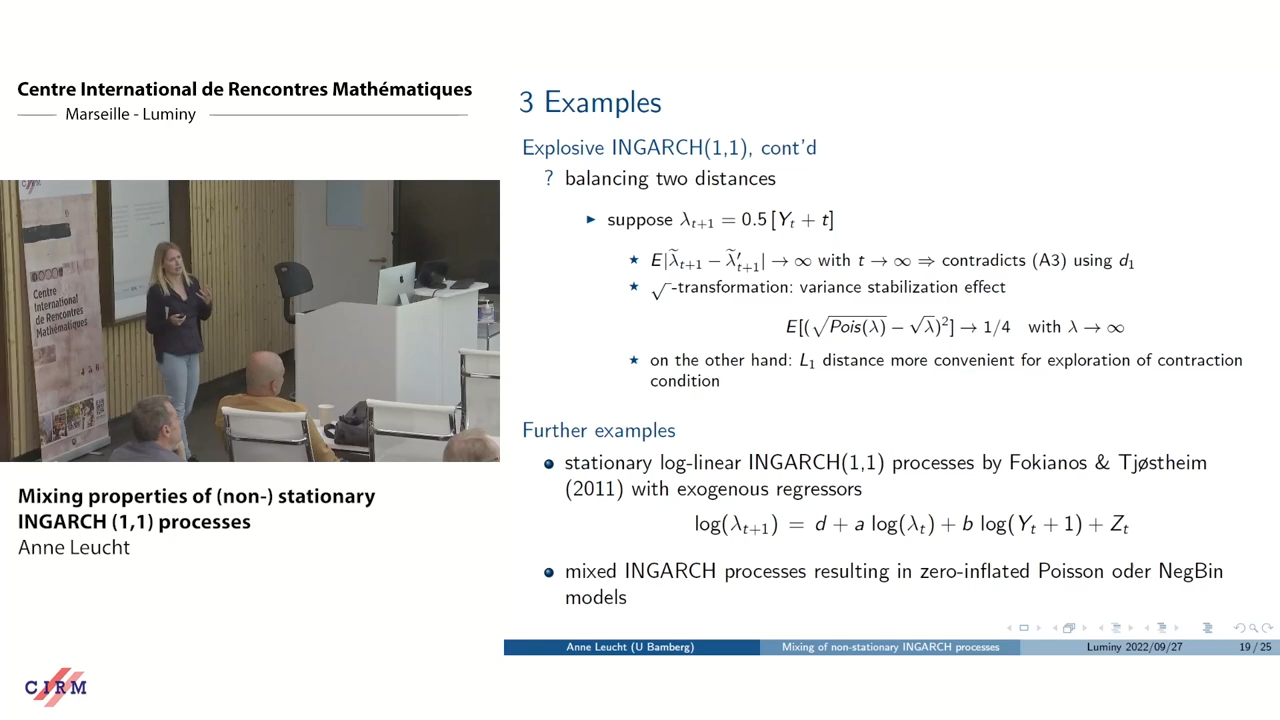 Centre International de Rencontres Mathématiques
Marseille - Luminy
3 Examples
Explosive INGARCH(1,1), cont'd
? balancing two distances
▶ suppose λ_{t+1} = 0.5 [Y_t + t]
★ E|λ̃_{t+1} − λ̃′_{t+1}| → ∞ with t → ∞ ⇒ contradicts (A3) using d_1
★ √-transformation: variance stabilization effect
E[(√Pois(λ) − √λ)²] → 1/4 with λ → ∞
★ on the other hand: L_1 distance more convenient for exploration of contraction
condition
Further examples
● stationary log-linear INGARCH(1,1) processes by Fokianos & Tjøstheim
(2011) with exogenous regressors
log(λ_{t+1}) = d + a log(λ_t) + b log(Y_t + 1) + Z_t
● mixed INGARCH processes resulting in zero-inflated Poisson oder NegBin
models
Anne Leucht (U Bamberg) Mixing of non-stationary INGARCH processes Luminy 2022/09/27 19 / 25
CIRM
Centre
International
de Rencontres
Mathématiques
Mixing properties of (non-) stationary
INGARCH (1,1) processes
Anne Leucht
CIRM